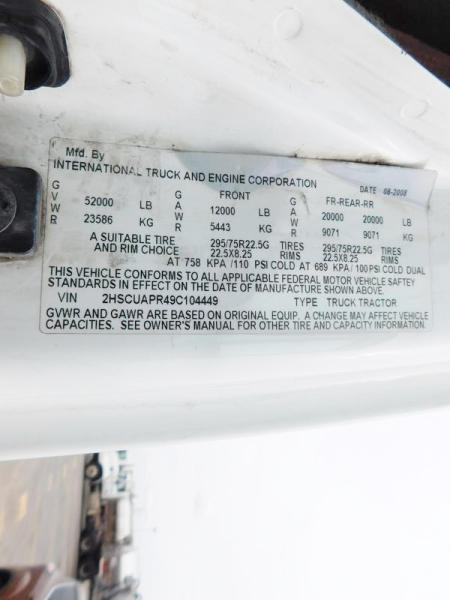 Mfd. By
INTERNATIONAL TRUCK AND ENGINE CORPORATION DATE 08-2008
GVWR 52000 LB GAWR FRONT 12000 LB GAWR FR-REAR-RR 20000 20000 LB
23586 KG 5443 KG 9071 9071 KG
A SUITABLE TIRE 295/75R22.5G TIRES 295/75R22.5G TIRES
AND RIM CHOICE 22.5X8.25 RIMS 22.5X8.25 RIMS
AT 758 KPA /110 PSI COLD AT 689 KPA / 100 PSI COLD DUAL
THIS VEHICLE CONFORMS TO ALL APPLICABLE FEDERAL MOTOR VEHICLE SAFTEY
STANDARDS IN EFFECT ON THE DATE OF MANUFACTURE SHOWN ABOVE.
VIN 2HSCUAPR49C104449 TYPE TRUCK TRACTOR
GVWR AND GAWR ARE BASED ON ORIGINAL EQUIP. A CHANGE MAY AFFECT
CAPACITY. SEE OWNER'S MANUAL FOR OTHER TIRE AND CAPACITY INFORMATION.